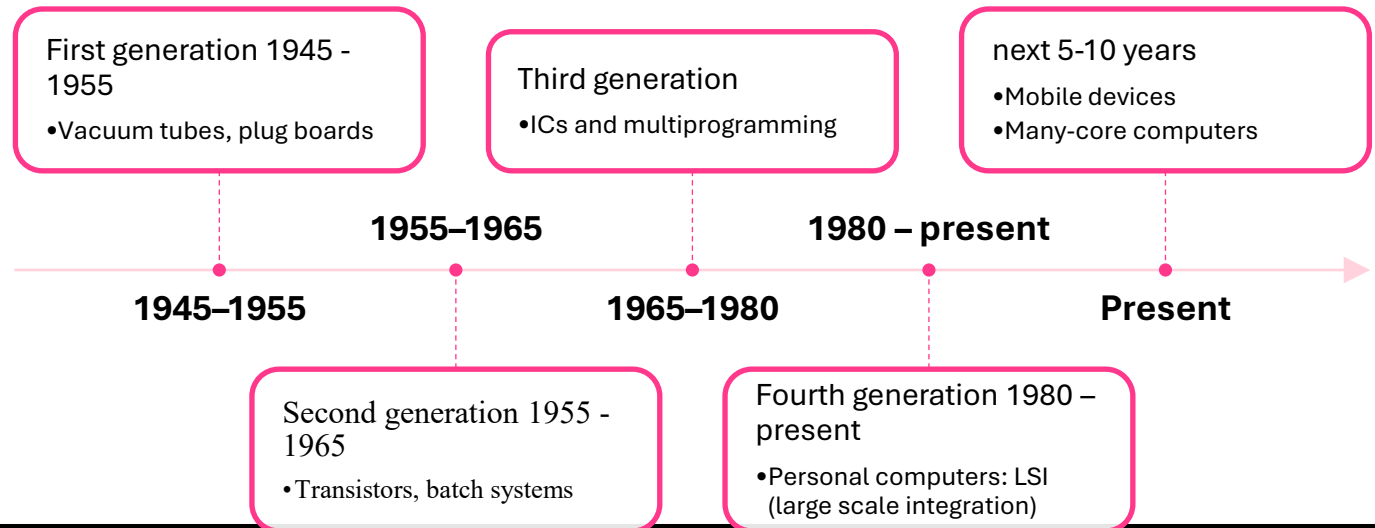 First generation 1945 -
1955
•Vacuum tubes, plug boards
Third generation
•ICs and multiprogramming
next 5-10 years
•Mobile devices
•Many-core computers
1955–1965
1980 – present
1945–1955
1965–1980
Present
Second generation 1955 -
1965
•Transistors, batch systems
Fourth generation 1980 –
present
•Personal computers: LSI
(large scale integration)